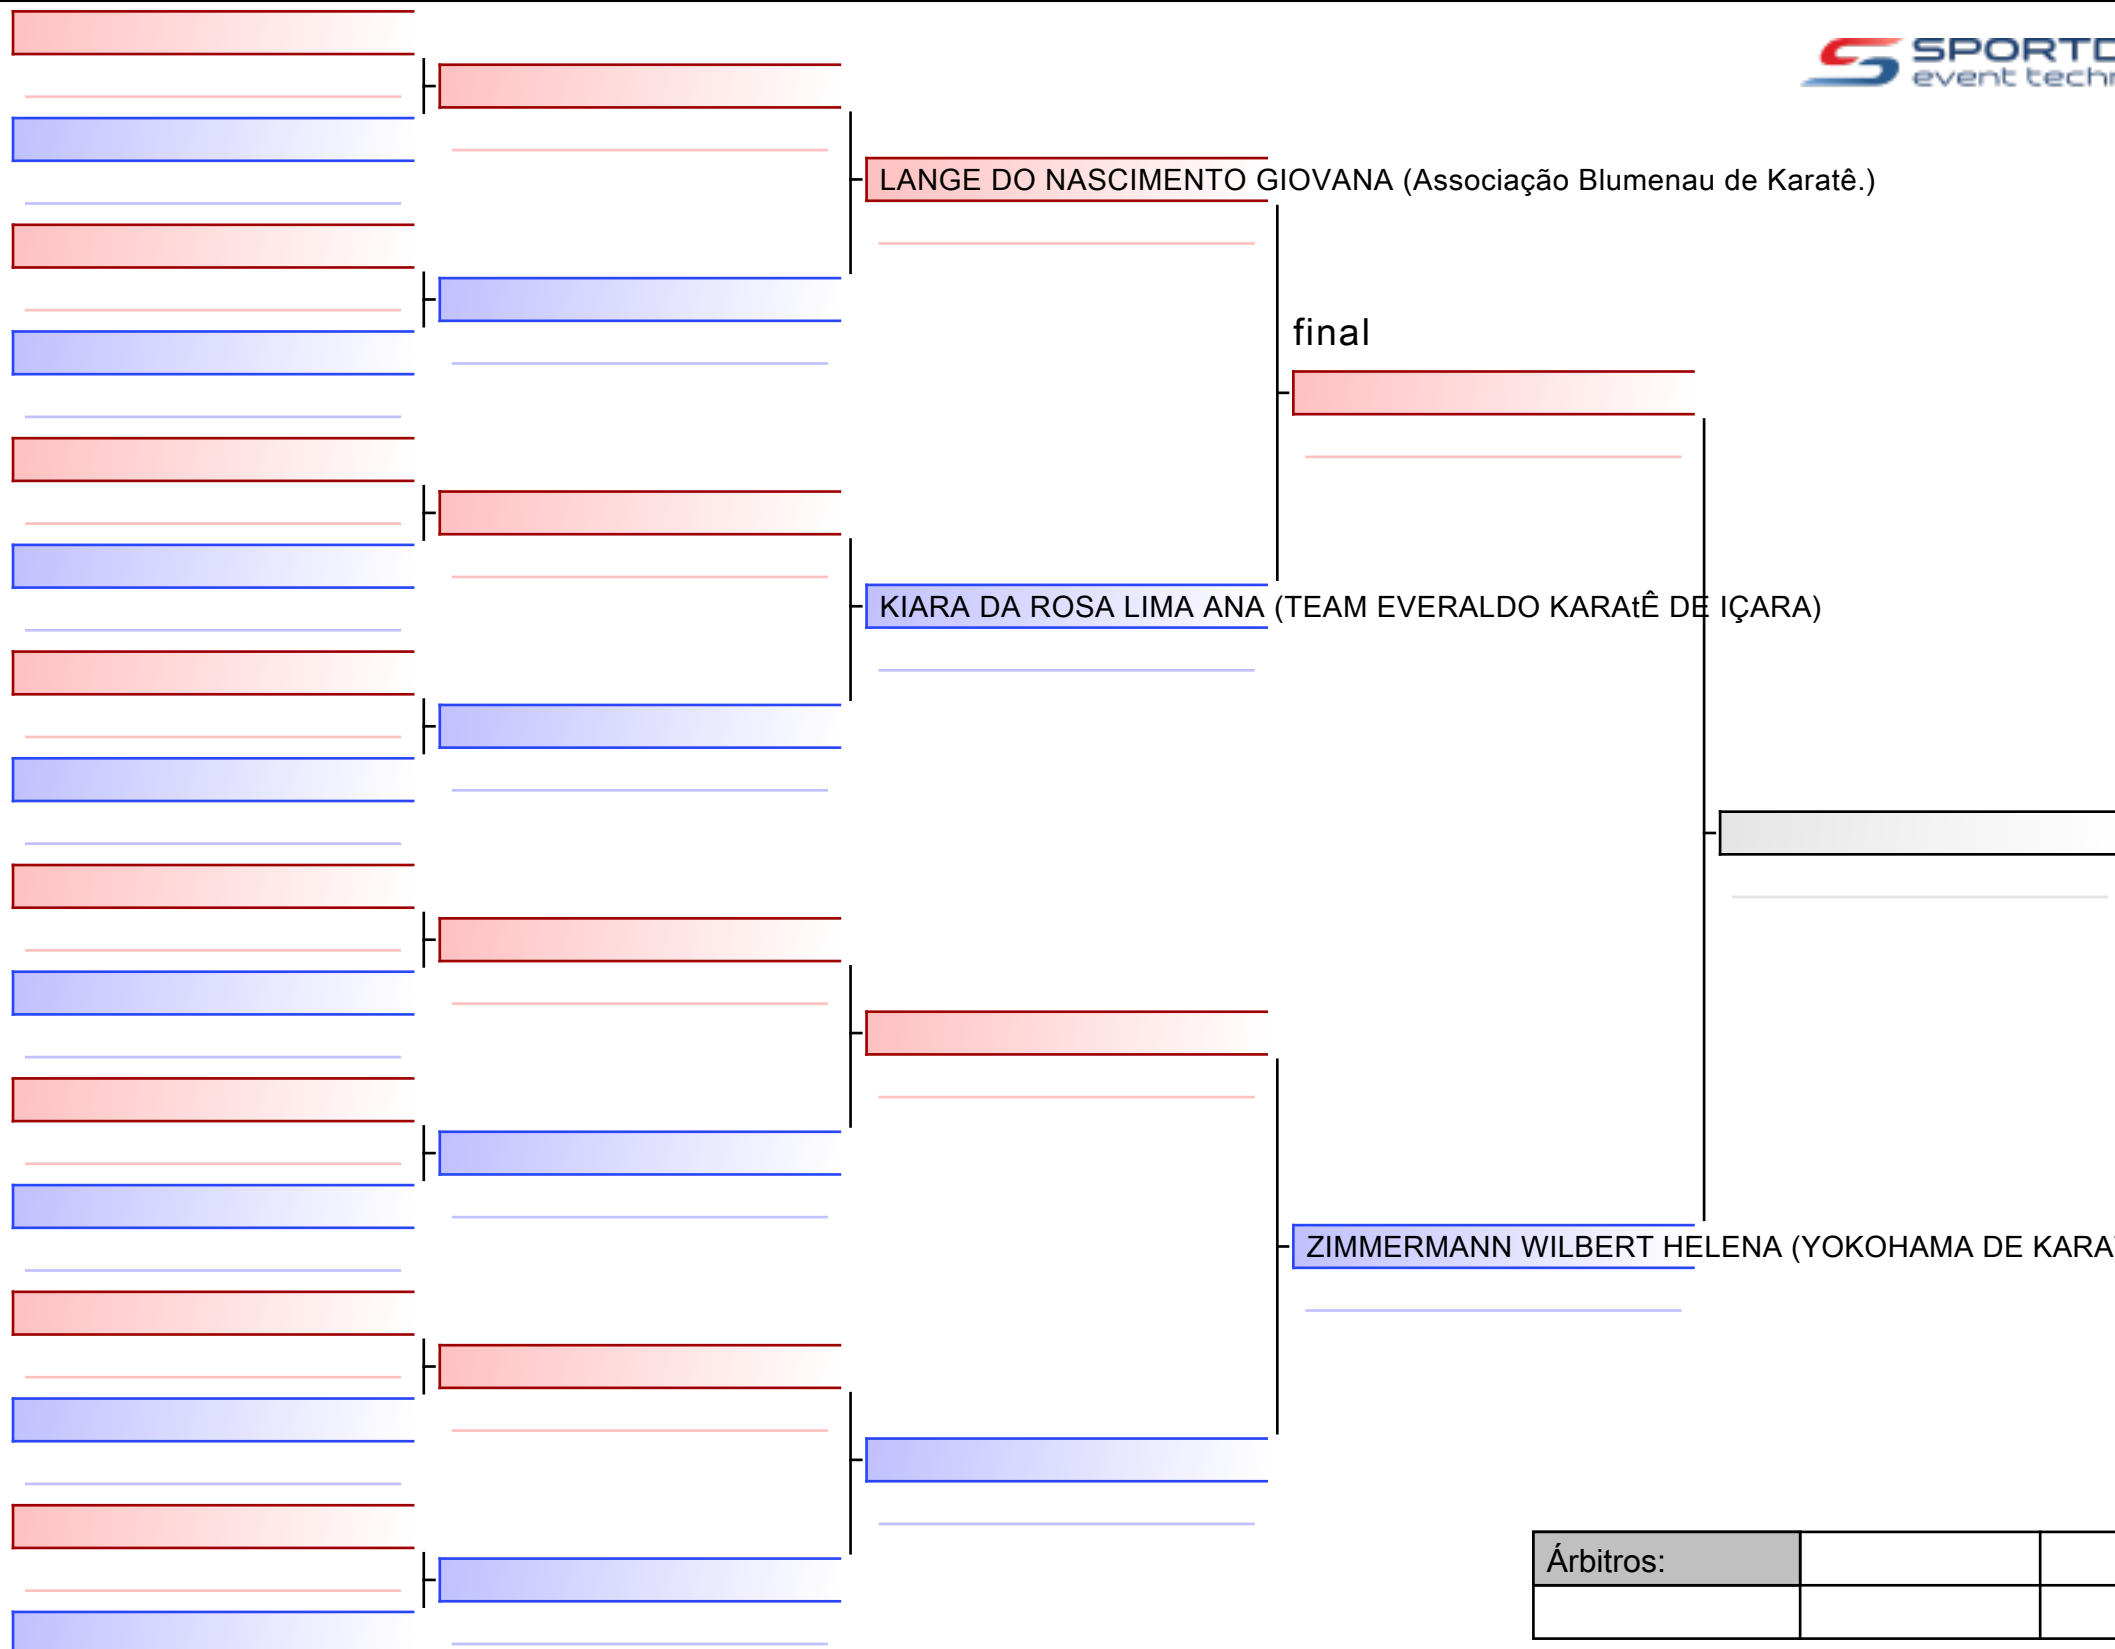 SPORTD
event techn
LANGE DO NASCIMENTO GIOVANA (Associação Blumenau de Karatê.)
final
KIARA DA ROSA LIMA ANA (TEAM EVERALDO KARAtÊ DE IÇARA)
ZIMMERMANN WILBERT HELENA (YOKOHAMA DE KARA
Árbitros: